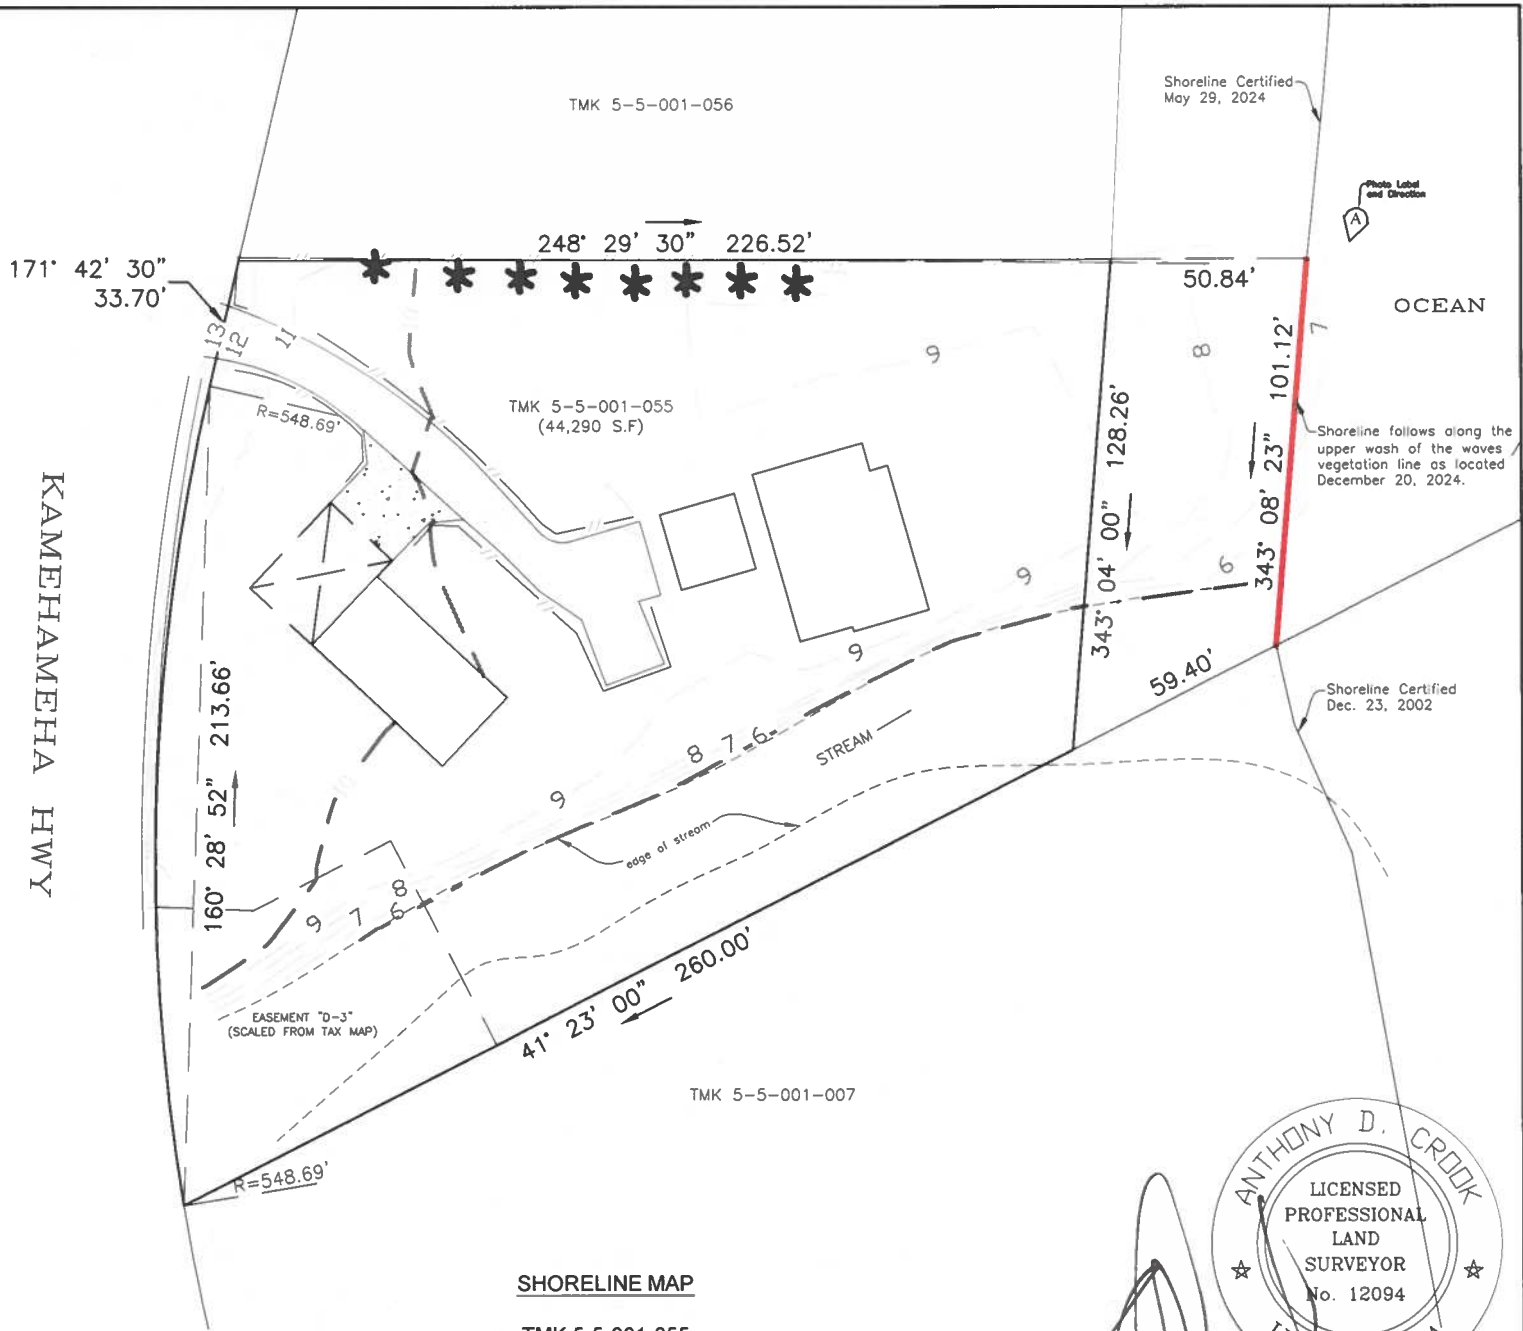 TMK 5-5-001-056
Shoreline Certified
May 29, 2024
Photo Label
and Direction
A
248° 29' 30" 226.52'
171° 42' 30"
33.70'
50.84'
OCEAN
13
12
11
7
8
9
101.12'
343° 08' 23"
R=548.69'
TMK 5-5-001-055
(44,290 S.F)
128.26'
343° 04' 00"
Shoreline follows along the
upper wash of the waves
vegetation line as located
December 20, 2024.
KAMEHAMEHA HWY
6
9
9
213.66'
160° 28' 52"
59.40'
Shoreline Certified
Dec. 23, 2002
8 7 6
STREAM
9
edge of stream
8
9 7 6
260.00'
41° 23' 00"
EASEMENT "D-3"
(SCALED FROM TAX MAP)
TMK 5-5-001-007
R=548.69'
ANTHONY D. CROOK
LICENSED
PROFESSIONAL
LAND
SURVEYOR
No. 12094
SHORELINE MAP
TMK 5-5-001-055